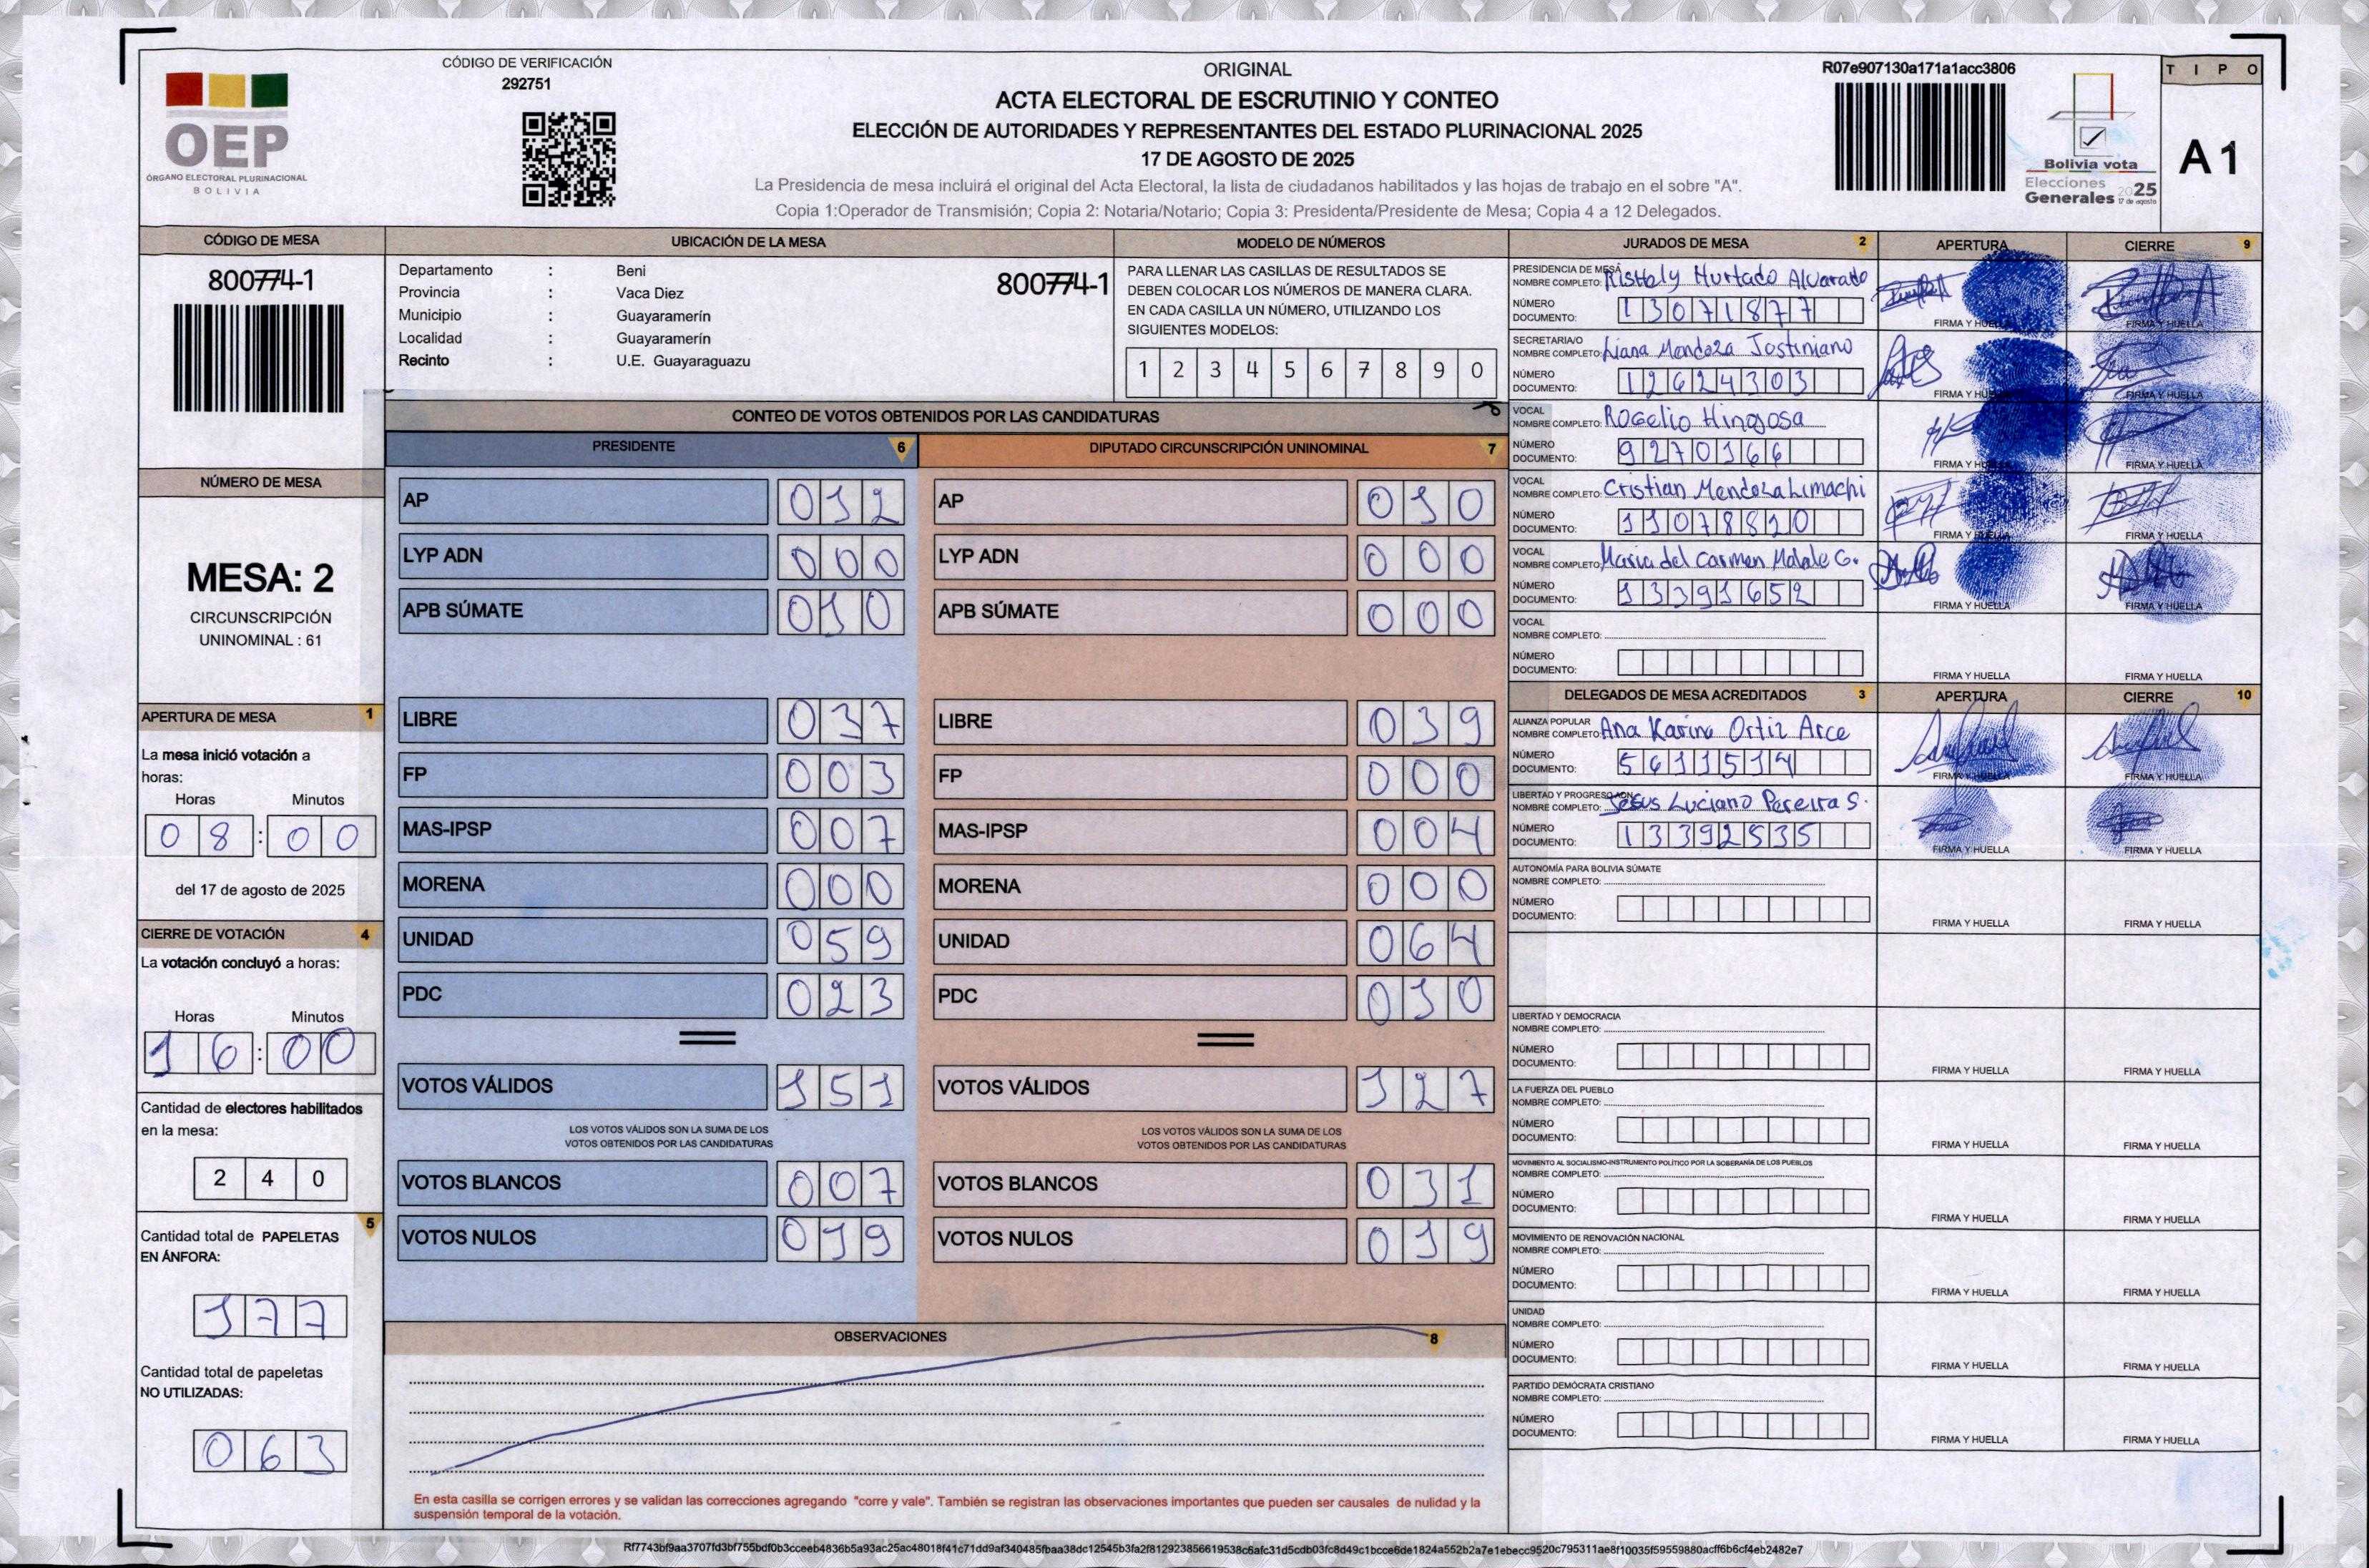 CÓDIGO DE VERIFICACIÓN
292751
OEP
ÓRGANO ELECTORAL PLURINACIONAL
BOLIVIA
ORIGINAL
ACTA ELECTORAL DE ESCRUTINIO Y CONTEO
ELECCIÓN DE AUTORIDADES Y REPRESENTANTES DEL ESTADO PLURINACIONAL 2025
17 DE AGOSTO DE 2025
La Presidencia de mesa incluirá el original del Acta Electoral, la lista de ciudadanos habilitados y las hojas de trabajo en el sobre "A".
Copia 1:Operador de Transmisión; Copia 2: Notaria/Notario; Copia 3: Presidenta/Presidente de Mesa; Copia 4 a 12 Delegados.
R07e907130a171a1acc3806
Bolivia vota
Elecciones
Generales 2025
17 de agosto
TIPO
A1
CÓDIGO DE MESA
800774-1
NÚMERO DE MESA
MESA: 2
CIRCUNSCRIPCIÓN
UNINOMINAL : 61
APERTURA DE MESA 1
La mesa inició votación a
horas:
Horas Minutos
08:00
del 17 de agosto de 2025
CIERRE DE VOTACIÓN 4
La votación concluyó a horas:
Horas Minutos
16:00
Cantidad de electores habilitados
en la mesa:
240
5
Cantidad total de PAPELETAS
EN ÁNFORA:
177
Cantidad total de papeletas
NO UTILIZADAS:
063
UBICACIÓN DE LA MESA
Departamento : Beni 800774-1
Provincia : Vaca Diez
Municipio : Guayaramerín
Localidad : Guayaramerín
Recinto : U.E. Guayaraguazu
MODELO DE NÚMEROS
PARA LLENAR LAS CASILLAS DE RESULTADOS SE
DEBEN COLOCAR LOS NÚMEROS DE MANERA CLARA.
EN CADA CASILLA UN NÚMERO, UTILIZANDO LOS
SIGUIENTES MODELOS:
1 2 3 4 5 6 7 8 9 0
CONTEO DE VOTOS OBTENIDOS POR LAS CANDIDATURAS
PRESIDENTE 6 DIPUTADO CIRCUNSCRIPCIÓN UNINOMINAL 7
AP 012 AP 010
LYP ADN 000 LYP ADN 000
APB SÚMATE 010 APB SÚMATE 000
LIBRE 037 LIBRE 039
FP 003 FP 000
MAS-IPSP 007 MAS-IPSP 004
MORENA 000 MORENA 000
UNIDAD 059 UNIDAD 064
PDC 023 PDC 010
VOTOS VÁLIDOS 151 VOTOS VÁLIDOS 127
LOS VOTOS VÁLIDOS SON LA SUMA DE LOS LOS VOTOS VÁLIDOS SON LA SUMA DE LOS
VOTOS OBTENIDOS POR LAS CANDIDATURAS VOTOS OBTENIDOS POR LAS CANDIDATURAS
VOTOS BLANCOS 007 VOTOS BLANCOS 031
VOTOS NULOS 019 VOTOS NULOS 019
OBSERVACIONES 8
En esta casilla se corrigen errores y se validan las correcciones agregando "corre y vale". También se registran las observaciones importantes que pueden ser causales de nulidad y la
suspensión temporal de la votación.
JURADOS DE MESA 2 APERTURA CIERRE 9
PRESIDENCIA DE MESA
NOMBRE COMPLETO: Ristoly Hurtado Alvarado
NÚMERO
DOCUMENTO: 13071877 FIRMA Y HUELLA FIRMA Y HUELLA
SECRETARIA/O
NOMBRE COMPLETO: Liana Mendoza Jostiniano
NÚMERO
DOCUMENTO: 12624303 FIRMA Y HUELLA FIRMA Y HUELLA
VOCAL
NOMBRE COMPLETO: Rogelio Hinojosa
NÚMERO
DOCUMENTO: 9270166 FIRMA Y HUELLA FIRMA Y HUELLA
VOCAL
NOMBRE COMPLETO: Cristian Mendoza Limachi
NÚMERO
DOCUMENTO: 11078820 FIRMA Y HUELLA FIRMA Y HUELLA
VOCAL
NOMBRE COMPLETO: Maria del Carmen Malale G.
NÚMERO
DOCUMENTO: 13391652 FIRMA Y HUELLA FIRMA Y HUELLA
VOCAL
NOMBRE COMPLETO:
NÚMERO
DOCUMENTO: FIRMA Y HUELLA FIRMA Y HUELLA
DELEGADOS DE MESA ACREDITADOS 3 APERTURA CIERRE 10
ALIANZA POPULAR
NOMBRE COMPLETO: Ana Karina Ortiz Arce
NÚMERO
DOCUMENTO: 5611514 FIRMA Y HUELLA FIRMA Y HUELLA
LIBERTAD Y PROGRESO ADN
NOMBRE COMPLETO: Jesus Luciano Pereira S.
NÚMERO
DOCUMENTO: 13392535 FIRMA Y HUELLA FIRMA Y HUELLA
AUTONOMÍA PARA BOLIVIA SÚMATE
NOMBRE COMPLETO:
NÚMERO
DOCUMENTO: FIRMA Y HUELLA FIRMA Y HUELLA
LIBERTAD Y DEMOCRACIA
NOMBRE COMPLETO:
NÚMERO
DOCUMENTO: FIRMA Y HUELLA FIRMA Y HUELLA
LA FUERZA DEL PUEBLO
NOMBRE COMPLETO:
NÚMERO
DOCUMENTO: FIRMA Y HUELLA FIRMA Y HUELLA
MOVIMIENTO AL SOCIALISMO-INSTRUMENTO POLÍTICO POR LA SOBERANÍA DE LOS PUEBLOS
NOMBRE COMPLETO:
NÚMERO
DOCUMENTO: FIRMA Y HUELLA FIRMA Y HUELLA
MOVIMIENTO DE RENOVACIÓN NACIONAL
NOMBRE COMPLETO:
NÚMERO
DOCUMENTO: FIRMA Y HUELLA FIRMA Y HUELLA
UNIDAD
NOMBRE COMPLETO:
NÚMERO
DOCUMENTO: FIRMA Y HUELLA FIRMA Y HUELLA
PARTIDO DEMÓCRATA CRISTIANO
NOMBRE COMPLETO:
NÚMERO
DOCUMENTO: FIRMA Y HUELLA FIRMA Y HUELLA